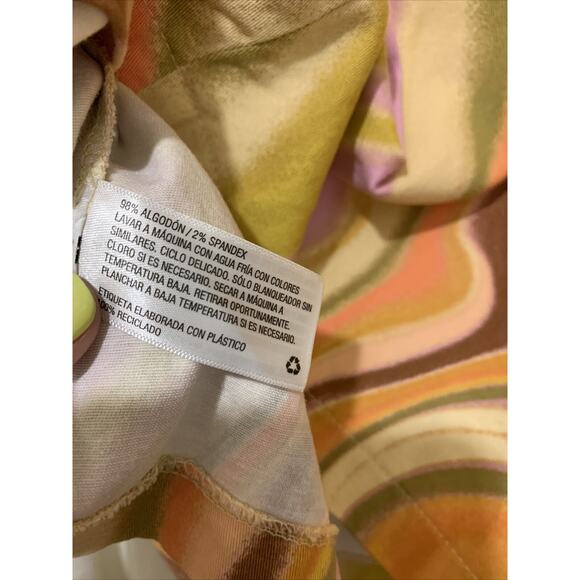 98% ALGODÓN / 2% SPANDEX
LAVAR A MÁQUINA CON AGUA FRÍA CON COLORES
SIMILARES, CICLO DELICADO. SÓLO BLANQUEADOR SIN
CLORO SI ES NECESARIO. SECAR A MÁQUINA A
TEMPERATURA BAJA. RETIRAR OPORTUNAMENTE.
PLANCHAR A BAJA TEMPERATURA SI ES NECESARIO.
ETIQUETA ELABORADA CON PLÁSTICO
100% RECICLADO